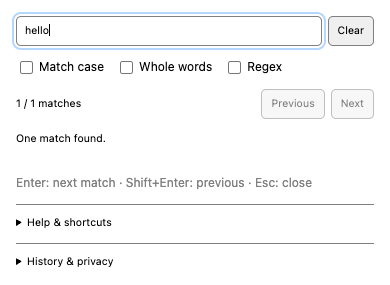 hello
Clear
Match case
Whole words
Regex
1 / 1 matches
Previous
Next
One match found.
Enter: next match · Shift+Enter: previous · Esc: close
Help & shortcuts
History & privacy